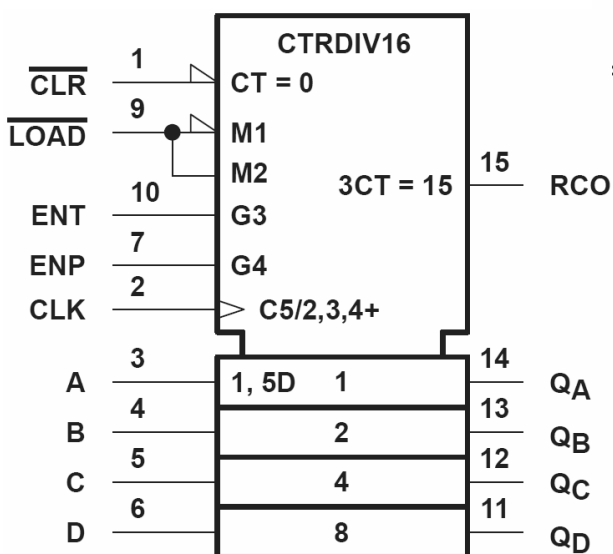 CTRDIV16
1 CLR CT = 0
9 LOAD M1
M2
3CT = 15 15 RCO
10 ENT G3
7 ENP G4
2 CLK C5/2,3,4+
3 A 1, 5D 1 14 QA
4 B 2 13 QB
5 C 4 12 QC
6 D 8 11 QD